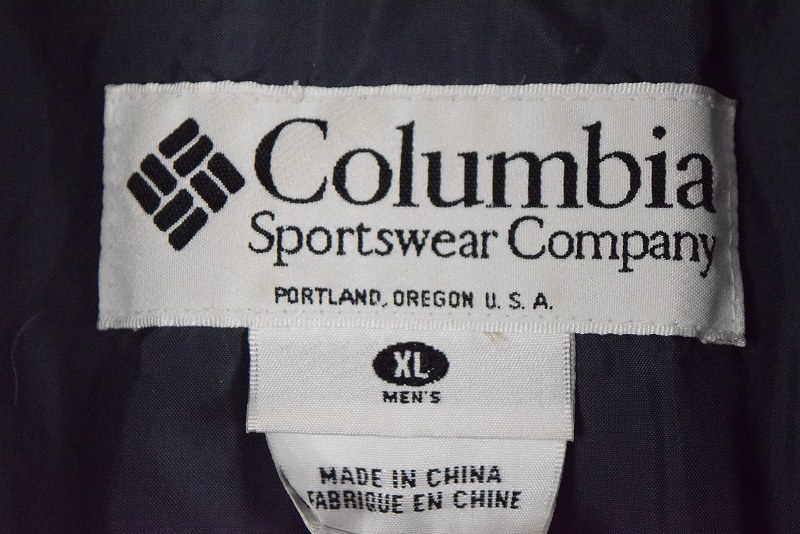 Columbia
Sportswear Company
PORTLAND, OREGON U. S. A.
XL
MEN'S
MADE IN CHINA
FABRIQUE EN CHINE